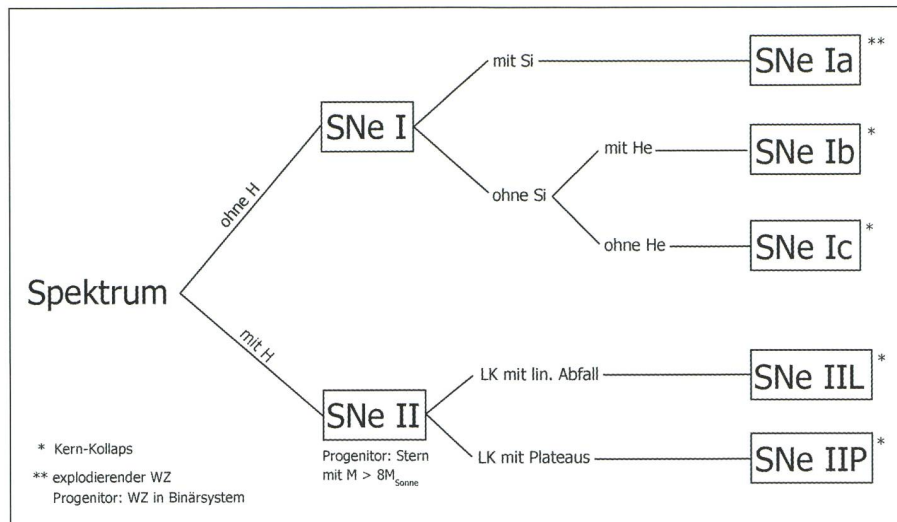 mit Si
SNe Ia **
SNe I
ohne H
mit He
SNe Ib *
ohne Si
ohne He
SNe Ic *
Spektrum
mit H
LK mit lin. Abfall
SNe IIL *
SNe II
Progenitor: Stern
mit M > 8M Sonne
LK mit Plateaus
SNe IIP *
* Kern-Kollaps
** explodierender WZ
Progenitor: WZ in Binärsystem